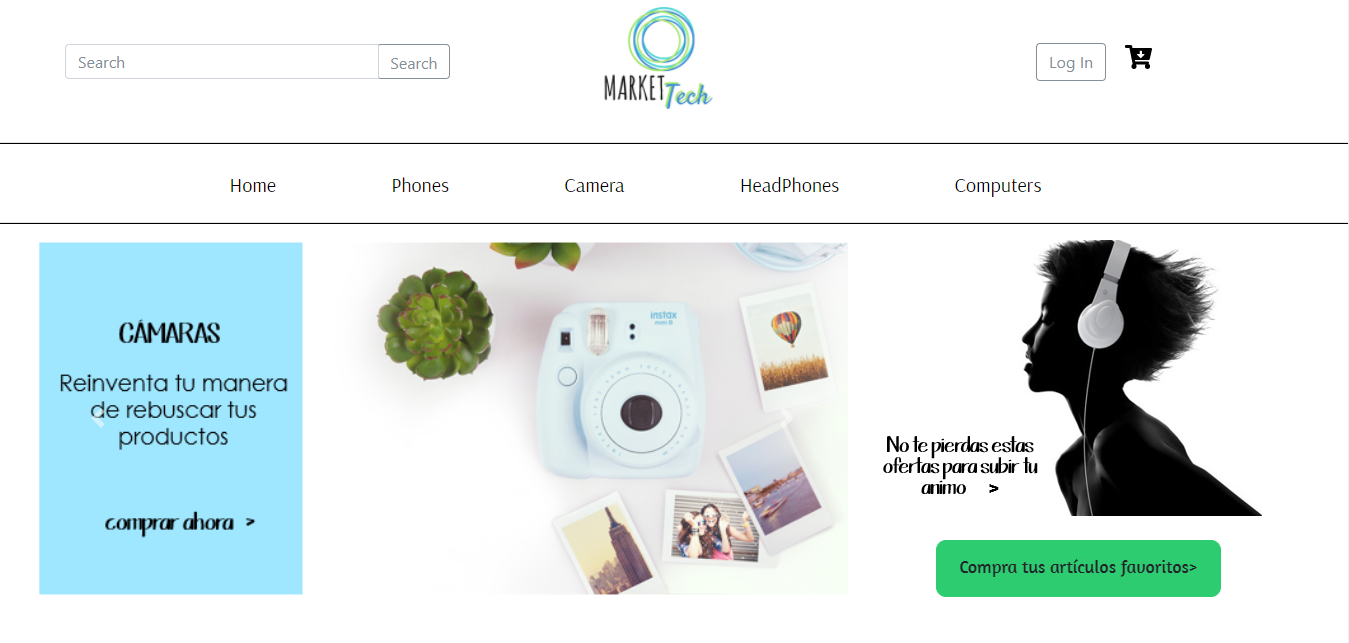 Search
Search
MARKET
Tech
Log In
Home
Phones
Camera
HeadPhones
Computers
CÁMARAS
Reinventa tu manera
de rebuscar tus
productos
comprar ahora >
instax
mini 8
No te pierdas estas
ofertas para subir tu
animo >
Compra tus artículos favoritos>